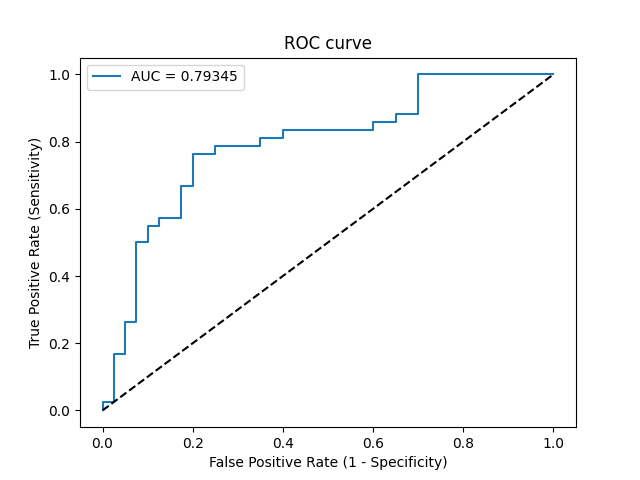 ROC curve
AUC = 0.79345
1.0
0.8
0.6
0.4
0.2
0.0
True Positive Rate (Sensitivity)
0.0 0.2 0.4 0.6 0.8 1.0
False Positive Rate (1 - Specificity)